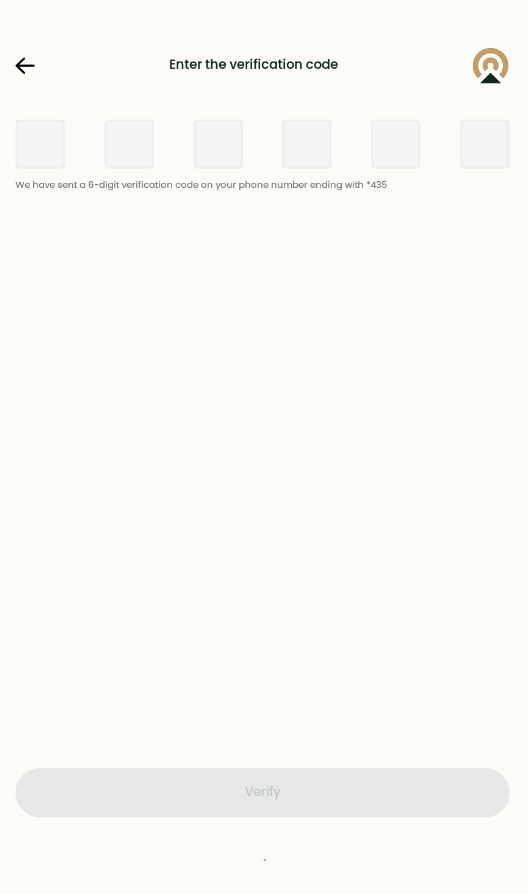 Enter the verification code
We have sent a 6-digit verification code on your phone number ending with *435
Verify